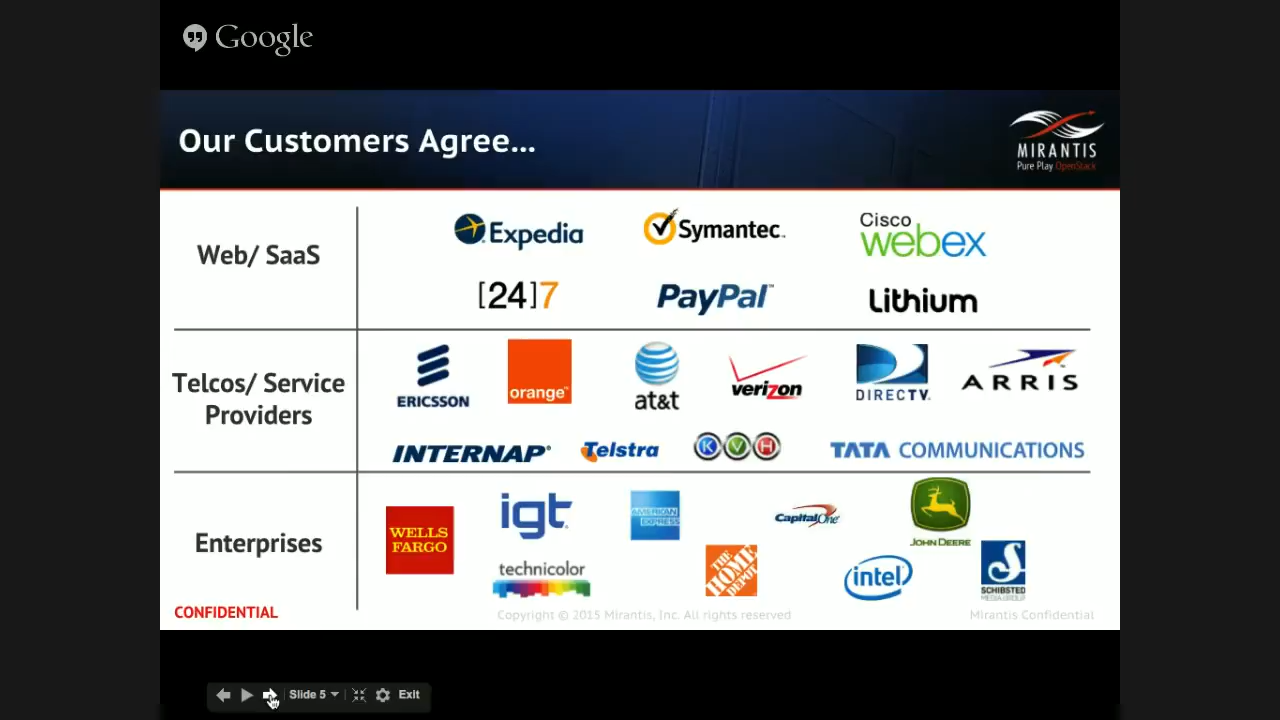 Google
Our Customers Agree...
MIRANTIS
Pure Play OpenStack
Web/ SaaS
Expedia
Symantec.
Cisco
webex
[24]7
PayPal™
Lithium
Telcos/ Service
Providers
ERICSSON
orange™
at&t
verizon
DIRECTV.
ARRIS
INTERNAP®
Telstra
KVH
TATA COMMUNICATIONS
Enterprises
WELLS
FARGO
igt
AMERICAN
EXPRESS
Capital One
JOHN DEERE
technicolor
THE
HOME
DEPOT
intel
SCHIBSTED
MEDIA GROUP
CONFIDENTIAL
Copyright © 2015 Mirantis, Inc. All rights reserved
Mirantis Confidential
Slide 5
Exit